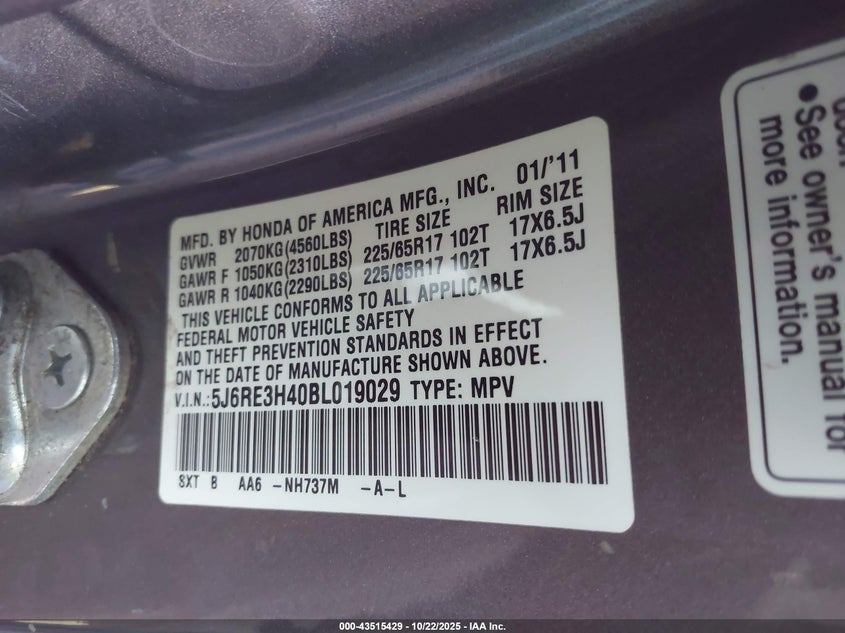 MFD. BY HONDA OF AMERICA MFG., INC. 01/'11
GVWR 2070KG(4560LBS) TIRE SIZE RIM SIZE
GAWR F 1050KG(2310LBS) 225/65R17 102T 17X6.5J
GAWR R 1040KG(2290LBS) 225/65R17 102T 17X6.5J
THIS VEHICLE CONFORMS TO ALL APPLICABLE
FEDERAL MOTOR VEHICLE SAFETY
AND THEFT PREVENTION STANDARDS IN EFFECT
ON THE DATE OF MANUFACTURE SHOWN ABOVE.
V.I.N.:5J6RE3H40BL019029 TYPE: MPV
SXT B AA6 -NH737M -A-L
•See owner's manual for
more information.
000-43515429 - 10/22/2025 - IAA Inc.